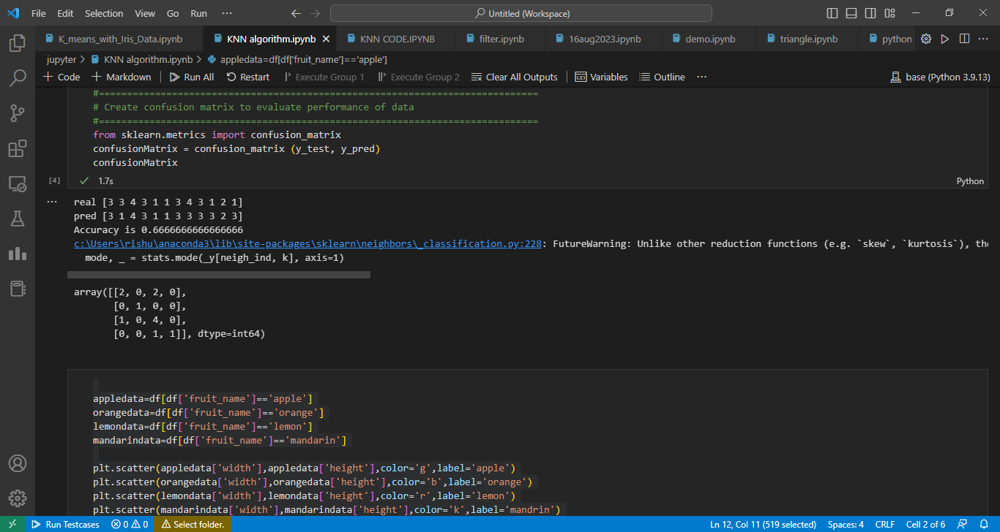 File Edit Selection View Go Run ··· Untitled (Workspace)
K_means_with_Iris_Data.ipynb KNN algorithm.ipynb KNN CODE.IPYNB filter.ipynb 16aug2023.ipynb demo.ipynb triangle.ipynb python ···
jupyter > KNN algorithm.ipynb > appledata=df[df['fruit_name']=='apple']
+ Code + Markdown Run All Restart Execute Group 1 Execute Group 2 Clear All Outputs Variables Outline ··· base (Python 3.9.13)
#==============================================================================
# Create confusion matrix to evaluate performance of data
#==============================================================================
from sklearn.metrics import confusion_matrix
confusionMatrix = confusion_matrix (y_test, y_pred)
confusionMatrix
[4] ✓ 1.7s Python
··· real [3 3 4 3 1 1 3 4 3 1 2 1]
pred [3 1 4 3 1 1 3 3 3 3 2 3]
Accuracy is 0.6666666666666666
c:\Users\rishu\anaconda3\lib\site-packages\sklearn\neighbors\_classification.py:228: FutureWarning: Unlike other reduction functions (e.g. `skew`, `kurtosis`), the
mode, _ = stats.mode(_y[neigh_ind, k], axis=1)
array([[2, 0, 2, 0],
[0, 1, 0, 0],
[1, 0, 4, 0],
[0, 0, 1, 1]], dtype=int64)
appledata=df[df['fruit_name']=='apple']
orangedata=df[df['fruit_name']=='orange']
lemondata=df[df['fruit_name']=='lemon']
mandarindata=df[df['fruit_name']=='mandarin']
plt.scatter(appledata['width'],appledata['height'],color='g',label='apple')
plt.scatter(orangedata['width'],orangedata['height'],color='b',label='orange')
plt.scatter(lemondata['width'],lemondata['height'],color='r',label='lemon')
plt.scatter(mandarindata['width'],mandarindata['height'],color='k',label='mandrin')
Run Testcases 0 0 Select folder. Ln 12, Col 11 (519 selected) Spaces: 4 CRLF Cell 2 of 6